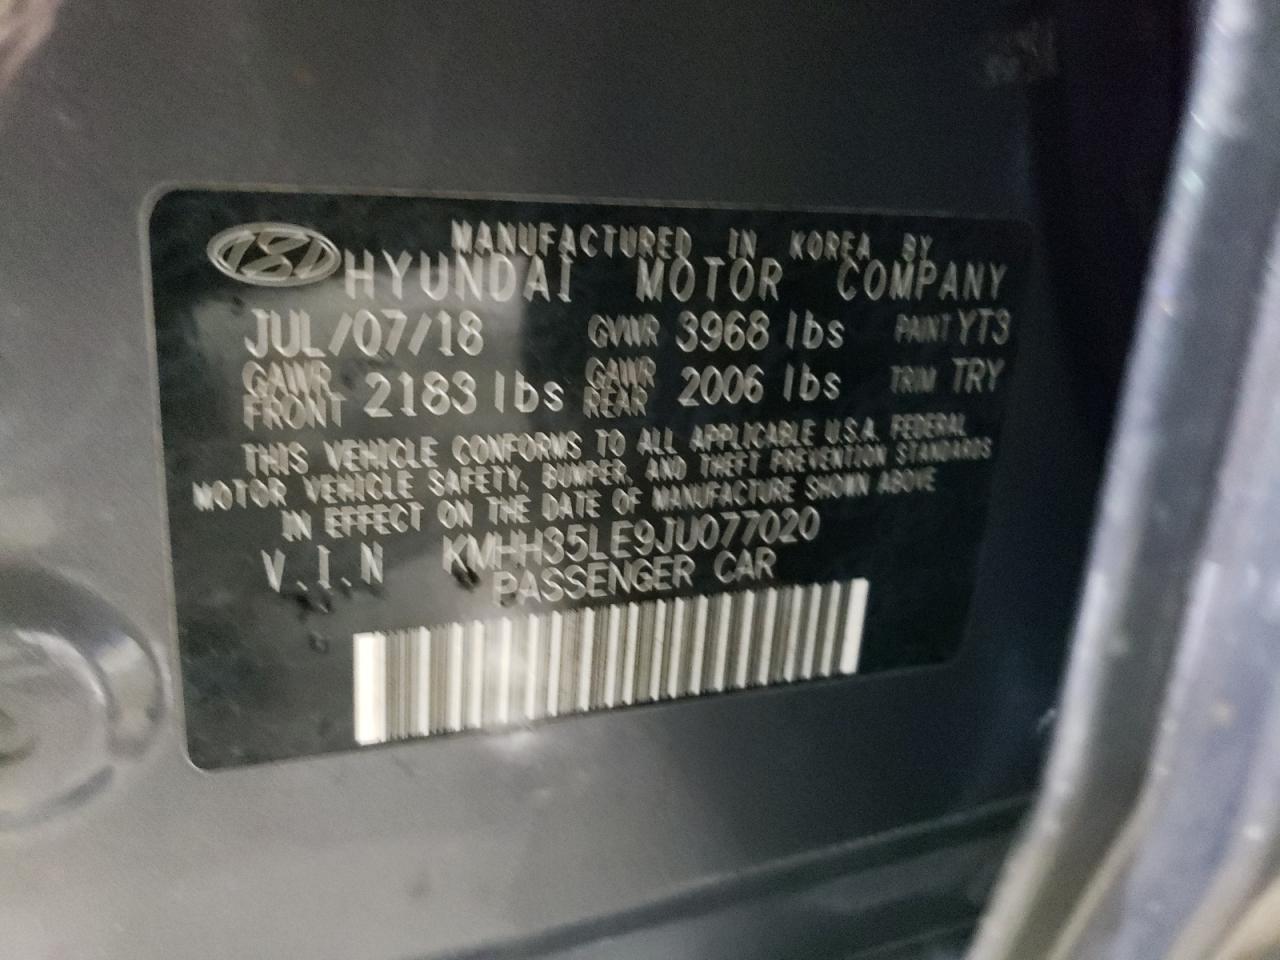 MANUFACTURED IN KOREA BY
HYUNDAI MOTOR COMPANY
JUL/07/18 GVWR 3968 lbs PAINT YT3
GAWR FRONT 2183 lbs GAWR REAR 2006 lbs TRIM TRY
THIS VEHICLE CONFORMS TO ALL APPLICABLE U.S.A. FEDERAL
MOTOR VEHICLE SAFETY, BUMPER, AND THEFT PREVENTION STANDARDS
IN EFFECT ON THE DATE OF MANUFACTURE SHOWN ABOVE
V.I.N KMHH35LE9JU077020
PASSENGER CAR